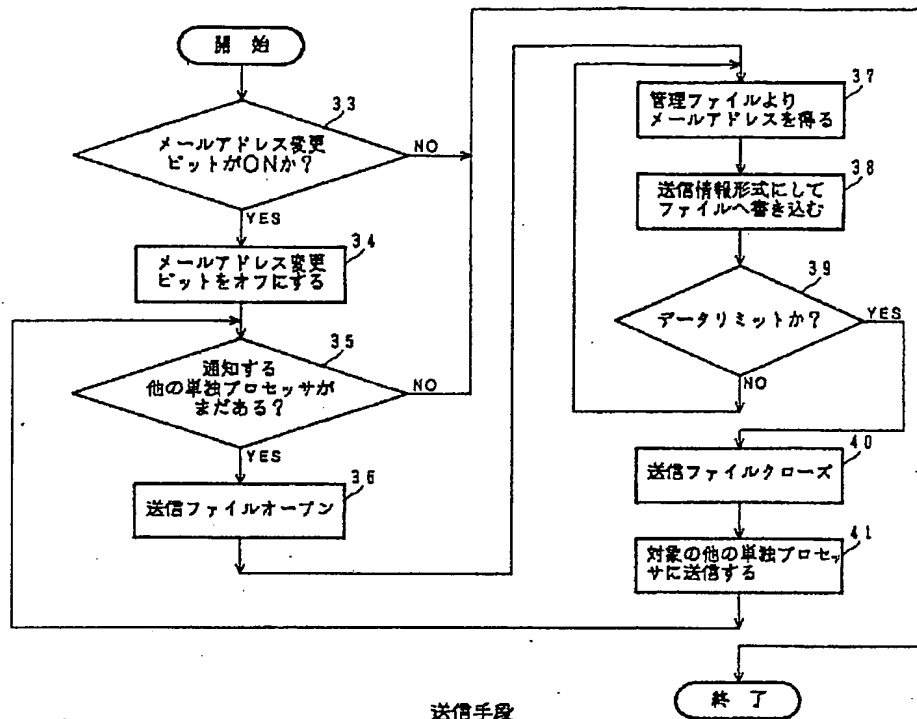 開 始
33
メールアドレス変更
ビットがONか?
NO
YES
34
メールアドレス変更
ビットをオフにする
35
通知する
他の単独プロセッサが
まだある?
NO
YES
36
送信ファイルオープン
37
管理ファイルより
メールアドレスを得る
38
送信情報形式にして
ファイルへ書き込む
39
データリミットか?
YES
NO
40
送信ファイルクローズ
41
対象の他の単独プロセッ
サに送信する
終 了
送信手段